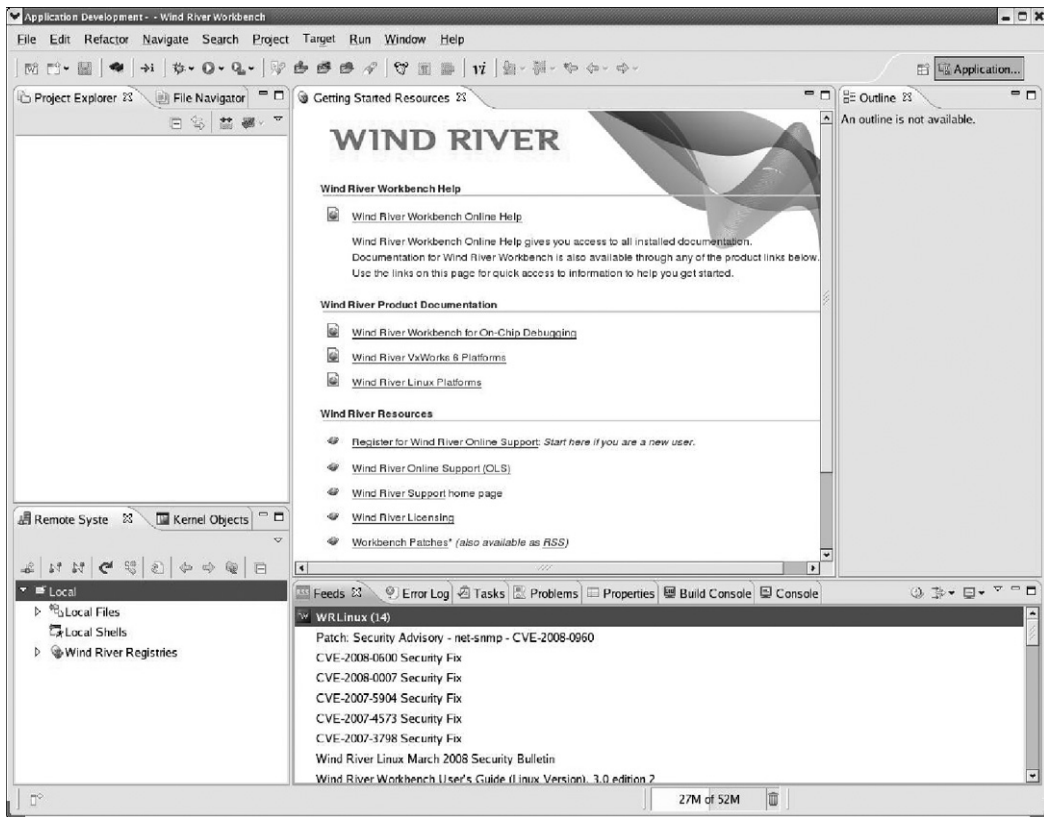 Application Development - - Wind River Workbench
File Edit Refactor Navigate Search Project Target Run Window Help
Application...
Project Explorer
File Navigator
Getting Started Resources
WIND RIVER
Wind River Workbench Help
Wind River Workbench Online Help
Wind River Workbench Online Help gives you access to all installed documentation.
Documentation for Wind River Workbench is also available through any of the product links below.
Use the links on this page for quick access to information to help you get started.
Wind River Product Documentation
Wind River Workbench for On-Chip Debugging
Wind River VxWorks 6 Platforms
Wind River Linux Platforms
Wind River Resources
Register for Wind River Online Support: Start here if you are a new user.
Wind River Online Support (OLS)
Wind River Support home page
Wind River Licensing
Workbench Patches* (also available as RSS)
Outline
An outline is not available.
Remote Syste
Kernel Objects
Local
Local Files
Local Shells
Wind River Registries
Feeds Error Log Tasks Problems Properties Build Console Console
WRLinux (14)
Patch: Security Advisory - net-snmp - CVE-2008-0960
CVE-2008-0600 Security Fix
CVE-2008-0007 Security Fix
CVE-2007-5904 Security Fix
CVE-2007-4573 Security Fix
CVE-2007-3798 Security Fix
Wind River Linux March 2008 Security Bulletin
Wind River Workbench User's Guide (Linux Version), 3.0 edition 2
27M of 52M